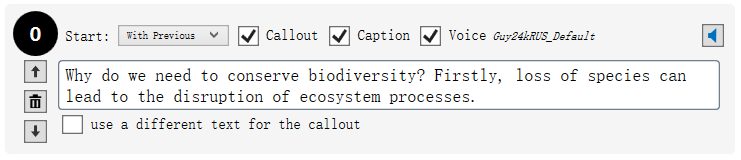 0 Start: With Previous Callout Caption Voice Guy24kRUS_Default
Why do we need to conserve biodiversity? Firstly, loss of species can
lead to the disruption of ecosystem processes.
use a different text for the callout